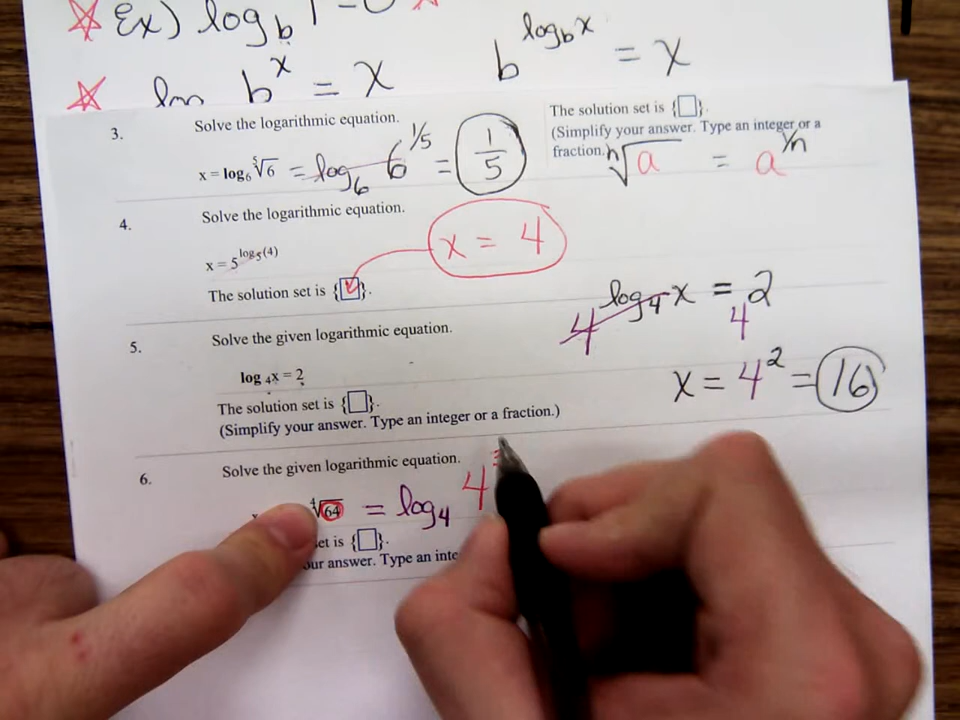 Ex) log_b 1
log_b b^x = x
b^(log_b x) = x
3. Solve the logarithmic equation.
x = log_6 ⁵√6 = log_6 6^(1/5) = 1/5
The solution set is {□}.
(Simplify your answer. Type an integer or a
fraction.
ⁿ√a = a^(1/n)
4. Solve the logarithmic equation.
x = 5^(log_5(4))
x = 4
The solution set is {□}.
5. Solve the given logarithmic equation.
log_4 x = 2
The solution set is {□}.
(Simplify your answer. Type an integer or a fraction.)
log_4 x = 2
4 4
x = 4^2 = 16
6. Solve the given logarithmic equation.
⁴√64 = log_4 4
set is {□}.
our answer. Type an inte